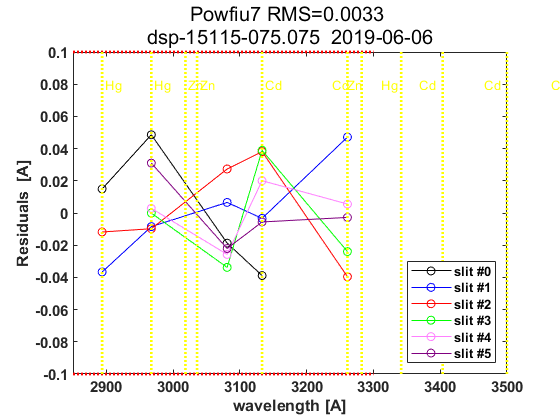 Powfiu7 RMS=0.0033
dsp-15115-075.075 2019-06-06
Residuals [A]
0.1
0.08
0.06
0.04
0.02
0
-0.02
-0.04
-0.06
-0.08
-0.1
Hg Hg Zn Zn Cd Cd Zn Cd Cd Cd
slit #0
slit #1
slit #2
slit #3
slit #4
slit #5
2900 3000 3100 3200 3300 3400 3500
wavelength [A]